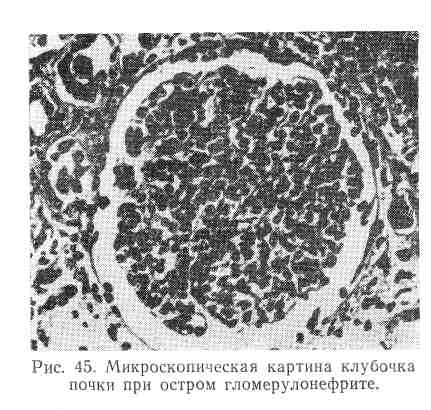 Рис. 45. Микроскопическая картина клубочка
почки при остром гломерулонефрите.